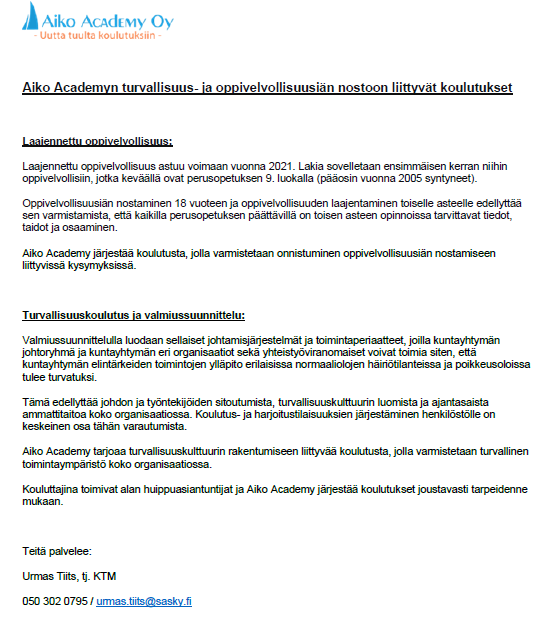 AIKO ACADEMY OY
- Uutta tuulta koulutuksiin -
Aiko Academyn turvallisuus- ja oppivelvollisuusiän nostoon liittyvät koulutukset
Laajennettu oppivelvollisuus:
Laajennettu oppivelvollisuus astuu voimaan vuonna 2021. Lakia sovelletaan ensimmäisen kerran niihin
oppivelvollisiin, jotka keväällä ovat perusopetuksen 9. luokalla (pääosin vuonna 2005 syntyneet).
Oppivelvollisuusiän nostaminen 18 vuoteen ja oppivelvollisuuden laajentaminen toiselle asteelle edellyttää
sen varmistamista, että kaikilla perusopetuksen päättävillä on toisen asteen opinnoissa tarvittavat tiedot,
taidot ja osaaminen.
Aiko Academy järjestää koulutusta, jolla varmistetaan onnistuminen oppivelvollisuusiän nostamiseen
liittyvissä kysymyksissä.
Turvallisuuskoulutus ja valmiussuunnittelu:
Valmiussuunnittelulla luodaan sellaiset johtamisjärjestelmät ja toimintaperiaatteet, joilla kuntayhtymän
johtoryhmä ja kuntayhtymän eri organisaatiot sekä yhteistyöviranomaiset voivat toimia siten, että
kuntayhtymän elintärkeiden toimintojen ylläpito erilaisissa normaaliolojen häiriötilanteissa ja poikkeusoloissa
tulee turvatuksi.
Tämä edellyttää johdon ja työntekijöiden sitoutumista, turvallisuuskulttuurin luomista ja ajantasaista
ammattitaitoa koko organisaatiossa. Koulutus- ja harjoitustilaisuuksien järjestäminen henkilöstölle on
keskeinen osa tähän varautumista.
Aiko Academy tarjoaa turvallisuuskulttuurin rakentumiseen liittyvää koulutusta, jolla varmistetaan turvallinen
toimintaympäristö koko organisaatiossa.
Kouluttajina toimivat alan huippuasiantuntijat ja Aiko Academy järjestää koulutukset joustavasti tarpeidenne
mukaan.
Teitä palvelee:
Urmas Tiits, tj. KTM
050 302 0795 / urmas.tiits@sasky.fi